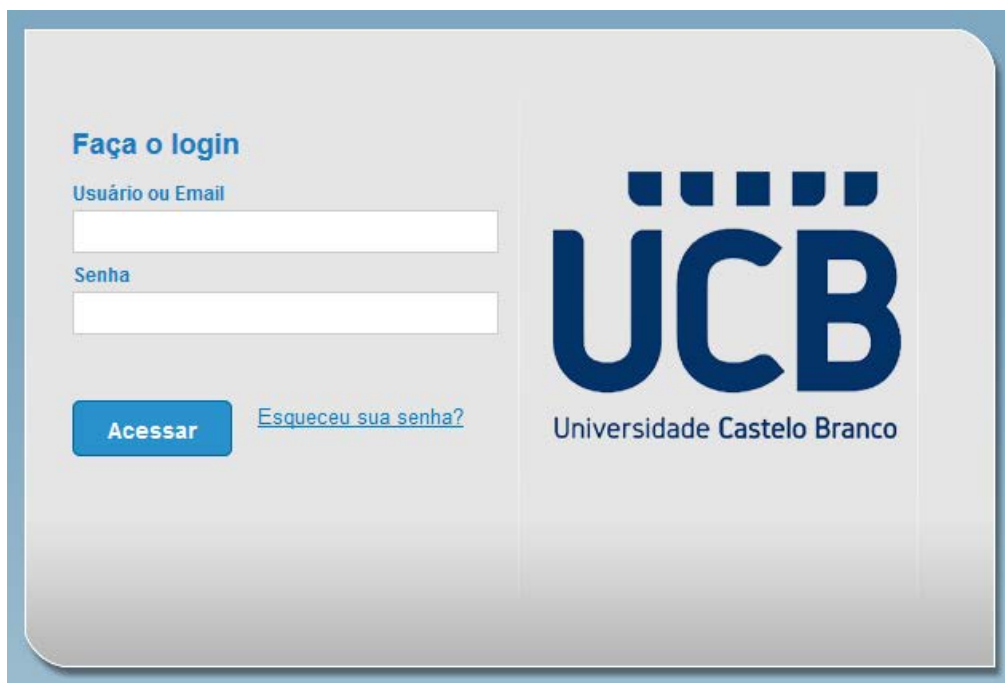 Faça o login
Usuário ou Email
Senha
Acessar
Esqueceu sua senha?
UCB
Universidade Castelo Branco